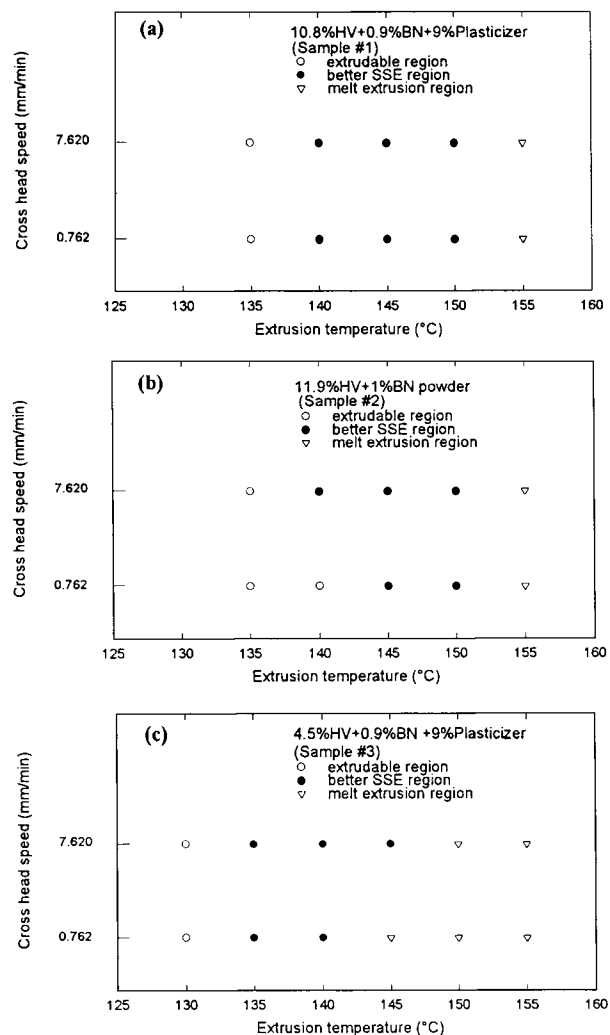 (a)
10.8%HV+0.9%BN+9%Plasticizer
(Sample #1)
○ extrudable region
● better SSE region
▽ melt extrusion region
Cross head speed (mm/min)
7.620
0.762
125 130 135 140 145 150 155 160
Extrusion temperature (°C)
(b)
11.9%HV+1%BN powder
(Sample #2)
○ extrudable region
● better SSE region
▽ melt extrusion region
Cross head speed (mm/min)
7.620
0.762
125 130 135 140 145 150 155 160
Extrusion temperature (°C)
(c)
4.5%HV+0.9%BN +9%Plasticizer
(Sample #3)
○ extrudable region
● better SSE region
▽ melt extrusion region
Cross head speed (mm/min)
7.620
0.762
125 130 135 140 145 150 155 160
Extrusion temperature (°C)